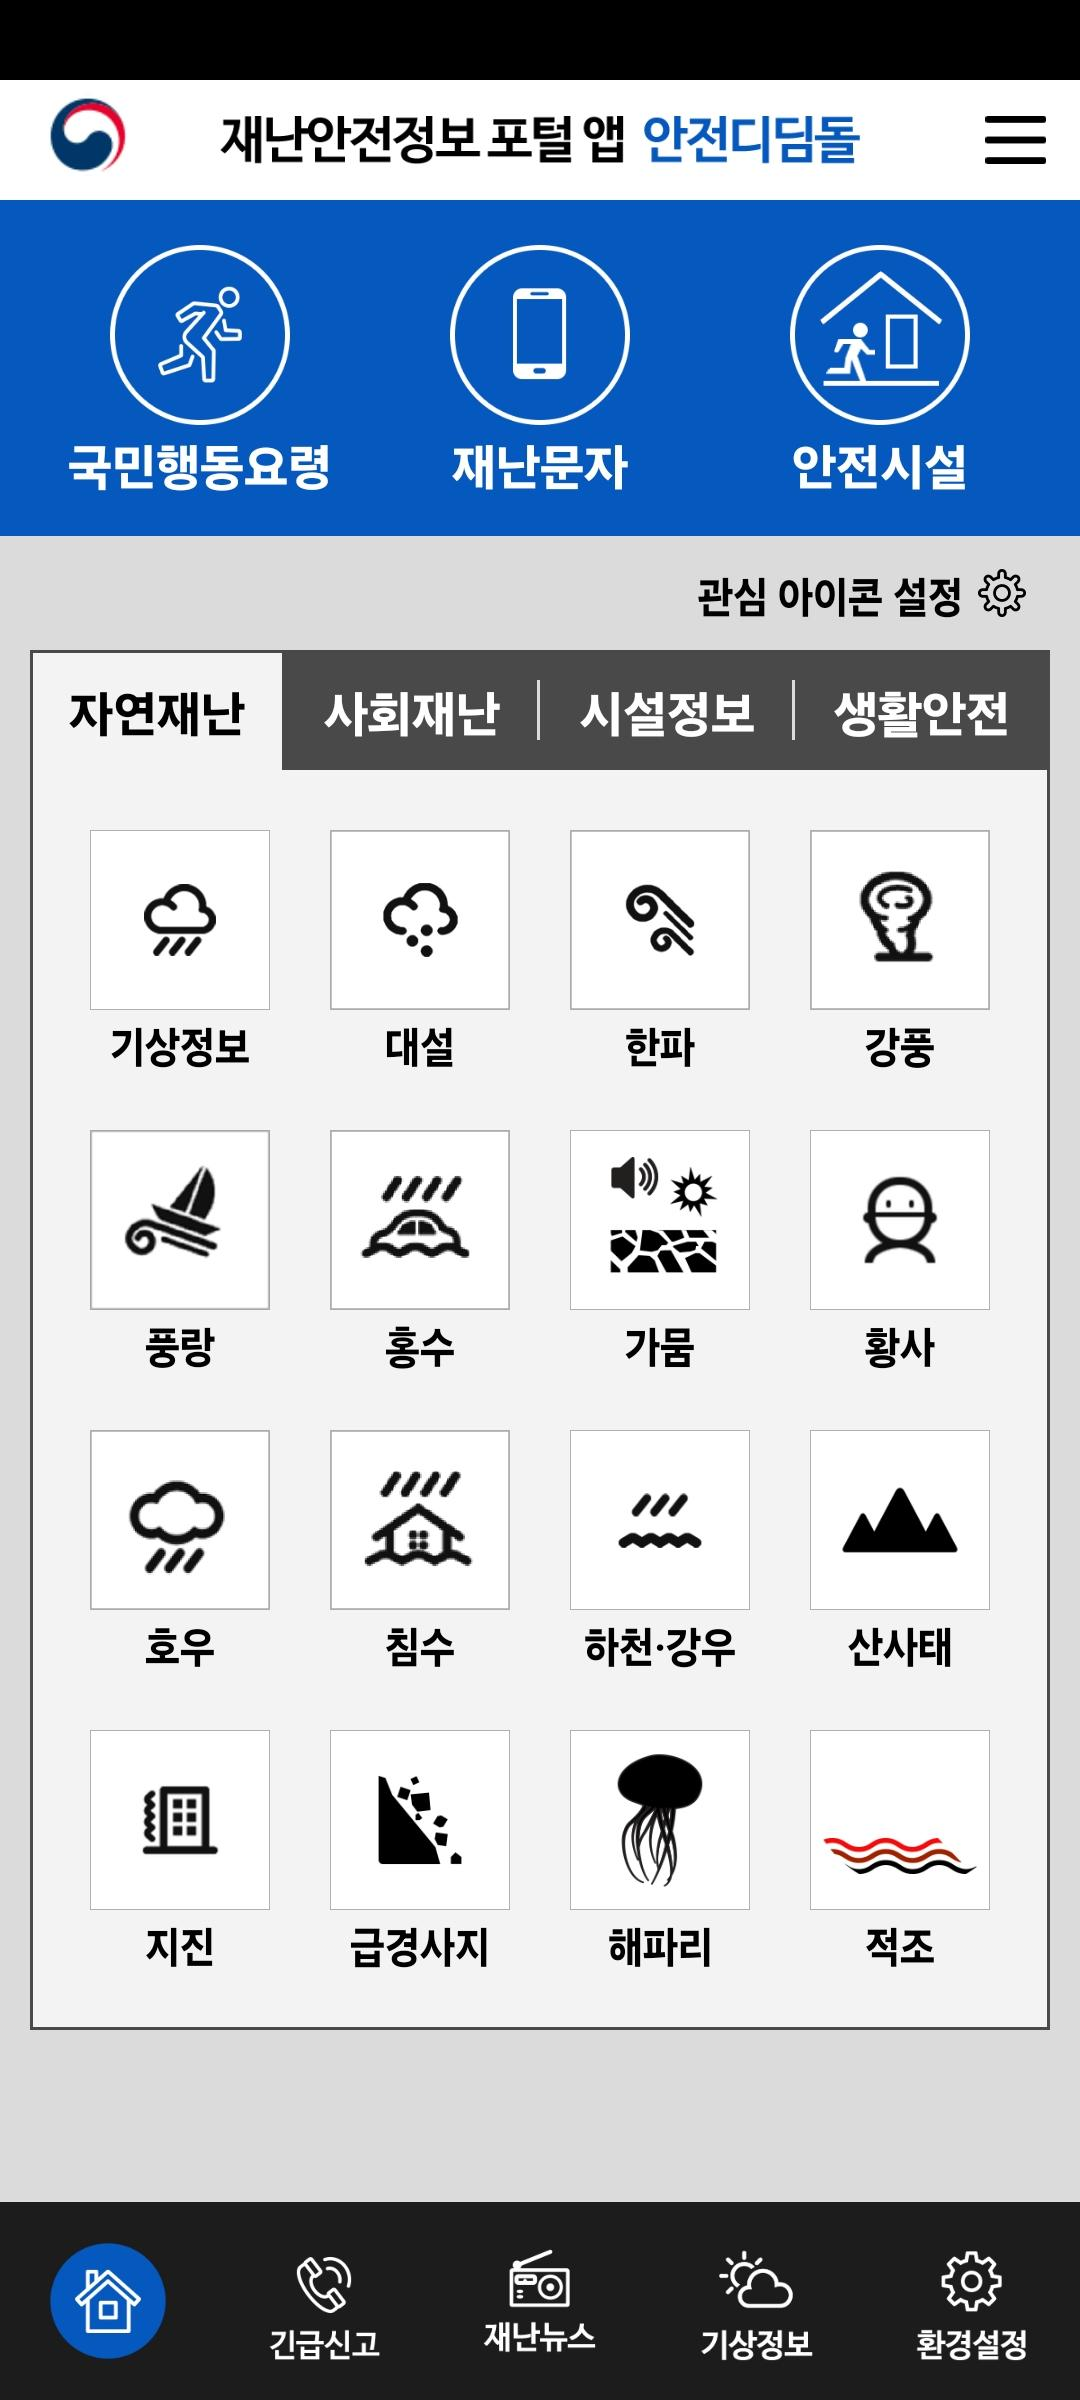 재난안전정보 포털 앱 안전디딤돌
국민행동요령
재난문자
안전시설
관심 아이콘 설정
자연재난
사회재난
시설정보
생활안전
기상정보
대설
한파
강풍
풍랑
홍수
가뭄
황사
호우
침수
하천·강우
산사태
지진
급경사지
해파리
적조
긴급신고
재난뉴스
기상정보
환경설정